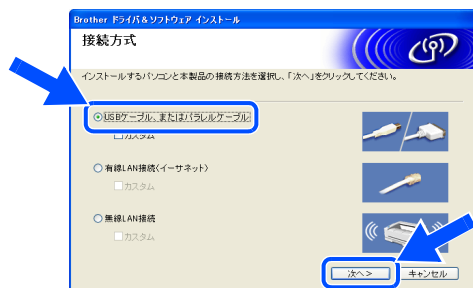 Brother ドライバ&ソフトウェア インストール
接続方式
インストールするパソコンと本製品の接続方法を選択し、「次へ」をクリックしてください。
USBケーブル、またはパラレルケーブル
カスタム
有線LAN接続(イーサネット)
カスタム
無線LAN接続
カスタム
次へ>
キャンセル